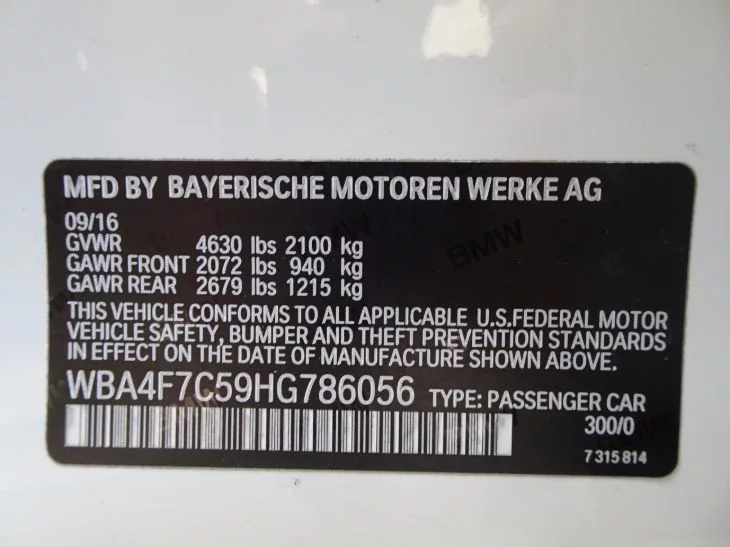 MFD BY BAYERISCHE MOTOREN WERKE AG
09/16
GVWR 4630 lbs 2100 kg
GAWR FRONT 2072 lbs 940 kg
GAWR REAR 2679 lbs 1215 kg
THIS VEHICLE CONFORMS TO ALL APPLICABLE U.S.FEDERAL MOTOR
VEHICLE SAFETY, BUMPER AND THEFT PREVENTION STANDARDS
IN EFFECT ON THE DATE OF MANUFACTURE SHOWN ABOVE.
WBA4F7C59HG786056 TYPE: PASSENGER CAR
300/0
7 315 814
BMW